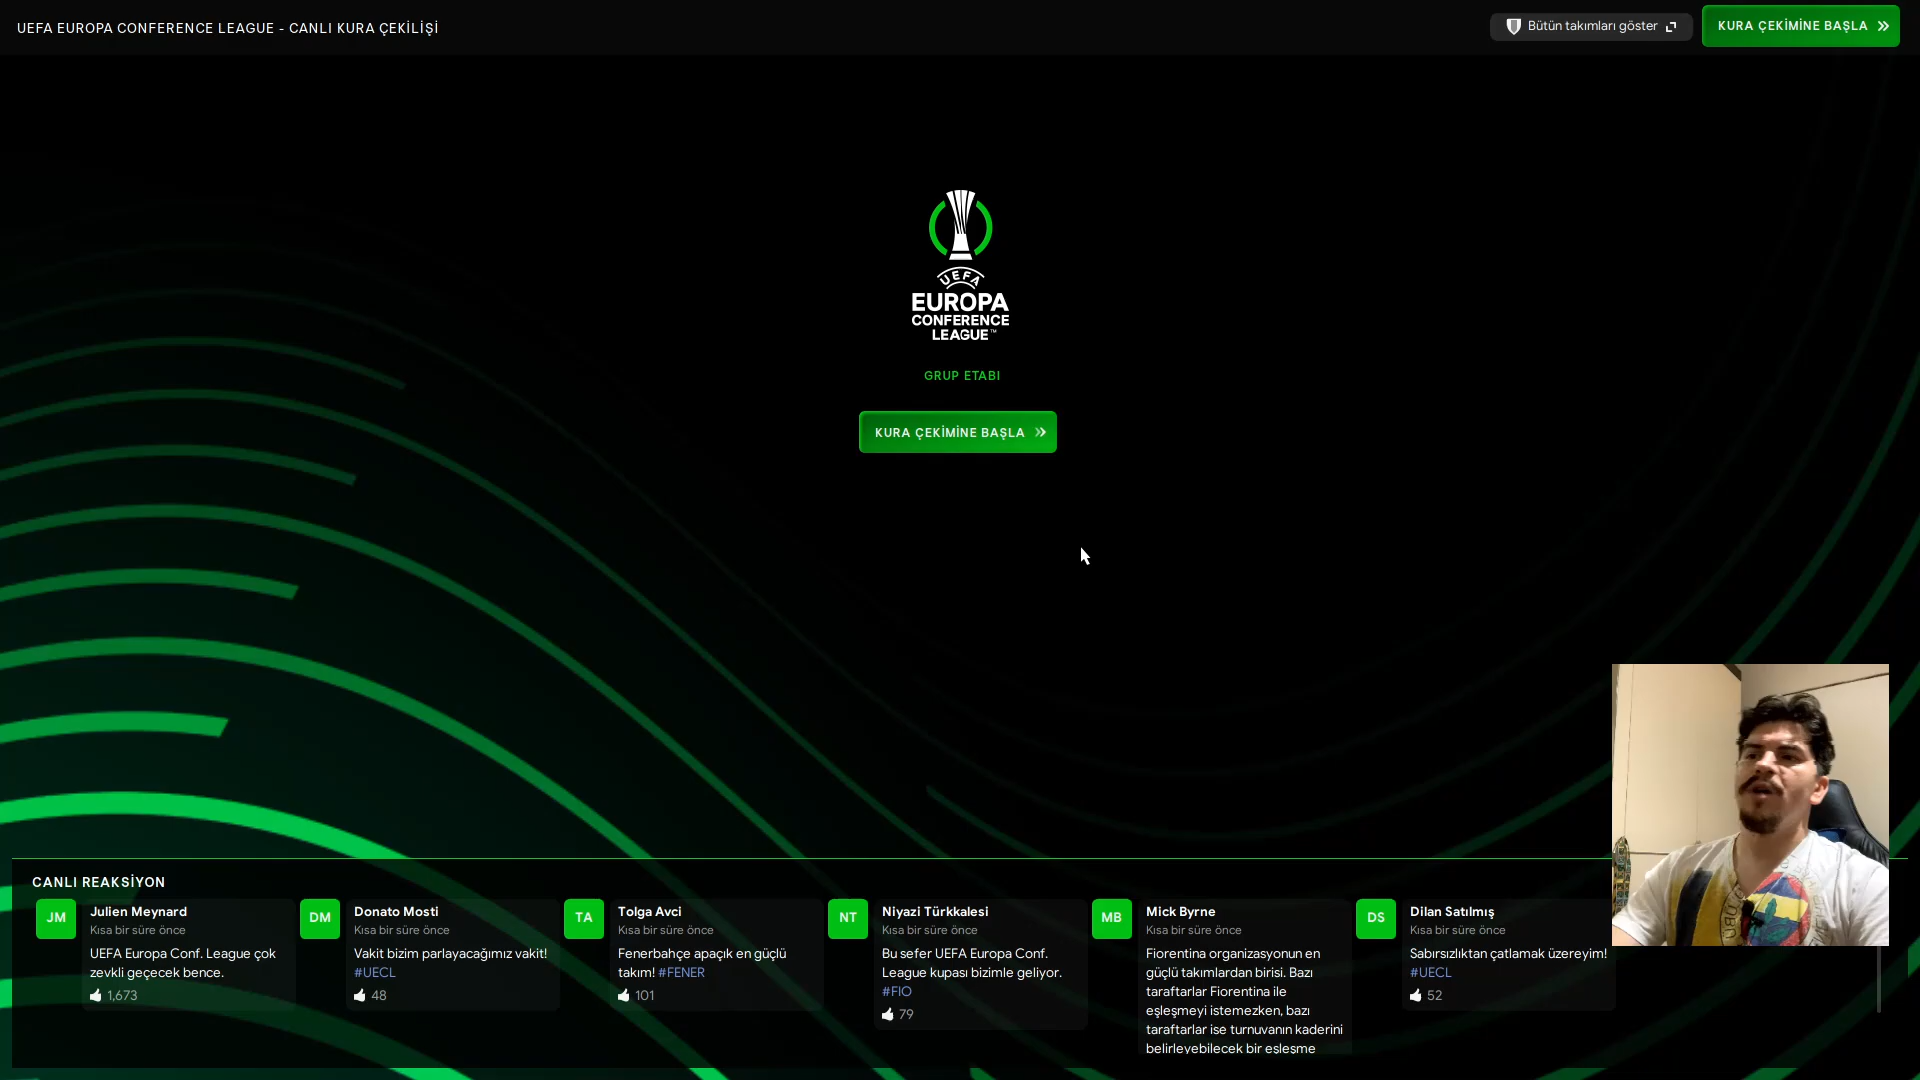 UEFA EUROPA CONFERENCE LEAGUE - CANLI KURA ÇEKİLİŞİ
Bütün takımları göster
KURA ÇEKİMİNE BAŞLA
UEFA
EUROPA
CONFERENCE
LEAGUE™
GRUP ETABI
KURA ÇEKİMİNE BAŞLA
CANLI REAKSİYON
JM
Julien Meynard
Kısa bir süre önce
UEFA Europa Conf. League çok
zevkli geçecek bence.
1,673
DM
Donato Mosti
Kısa bir süre önce
Vakit bizim parlayacağımız vakit!
#UECL
48
TA
Tolga Avci
Kısa bir süre önce
Fenerbahçe apaçık en güçlü
takım! #FENER
101
NT
Niyazi Türkkalesi
Kısa bir süre önce
Bu sefer UEFA Europa Conf.
League kupası bizimle geliyor.
#FIO
79
MB
Mick Byrne
Kısa bir süre önce
Fiorentina organizasyonun en
güçlü takımlardan birisi. Bazı
taraftarlar Fiorentina ile
eşleşmeyi istemezken, bazı
taraftarlar ise turnuvanın kaderini
belirleyebilecek bir eşleşme
DS
Dilan Satılmış
Kısa bir süre önce
Sabırsızlıktan çatlamak üzereyim!
#UECL
52